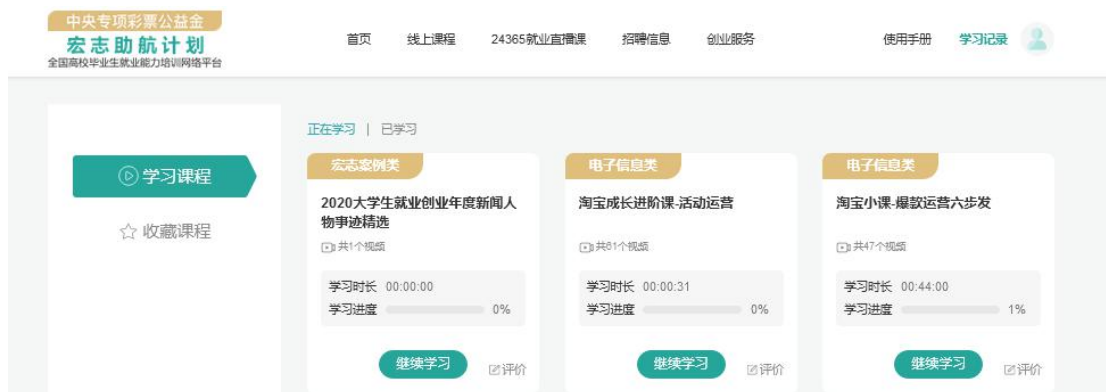 中央专项彩票公益金
宏志助航计划
全国高校毕业生就业能力培训网络平台
首页 线上课程 24365就业直播课 招聘信息 创业服务 使用手册 学习记录
正在学习 | 已学习
学习课程
收藏课程
宏志案例类
2020大学生就业创业年度新闻人
物事迹精选
共1个视频
学习时长 00:00:00
学习进度 0%
继续学习 评价
电子信息类
淘宝成长进阶课-活动运营
共61个视频
学习时长 00:00:31
学习进度 0%
继续学习 评价
电子信息类
淘宝小课-爆款运营六步发
共47个视频
学习时长 00:44:00
学习进度 1%
继续学习 评价